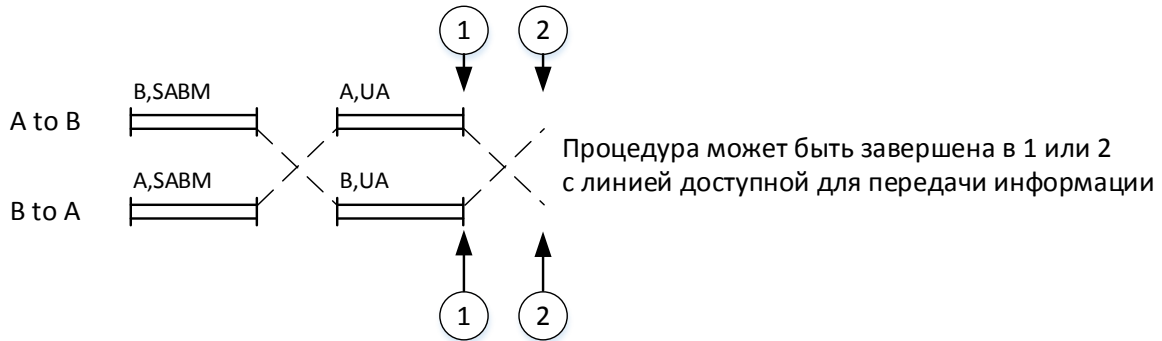 1 2
B,SABM A,UA
A to B
Процедура может быть завершена в 1 или 2
с линией доступной для передачи информации
A,SABM B,UA
B to A
1 2